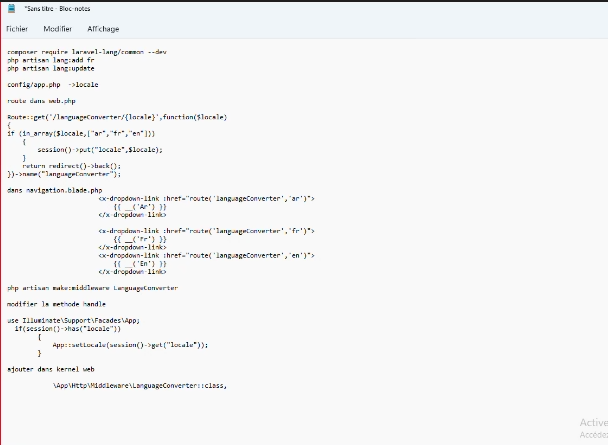 *Sans titre - Bloc-notes
Fichier Modifier Affichage
composer require laravel-lang/common --dev
php artisan lang:add fr
php artisan lang:update
config/app.php ->locale
route dans web.php
Route::get('/languageConverter/{locale}',function($locale)
{
if (in_array($locale,["ar","fr","en"]))
{
session()->put("locale",$locale);
}
return redirect()->back();
})->name("languageConverter");
dans navigation.blade.php
<x-dropdown-link :href="route('languageConverter','ar')">
{{ __('Ar') }}
</x-dropdown-link>
<x-dropdown-link :href="route('languageConverter','fr')">
{{ __('Fr') }}
</x-dropdown-link>
<x-dropdown-link :href="route('languageConverter','en')">
{{ __('En') }}
</x-dropdown-link>
php artisan make:middleware LanguageConverter
modifier la methode handle
use Illuminate\Support\Facades\App;
if(session()->has("locale"))
{
App::setLocale(session()->get("locale"));
}
ajouter dans kernel web
\App\Http\Middleware\LanguageConverter::class,
Active
Accédez